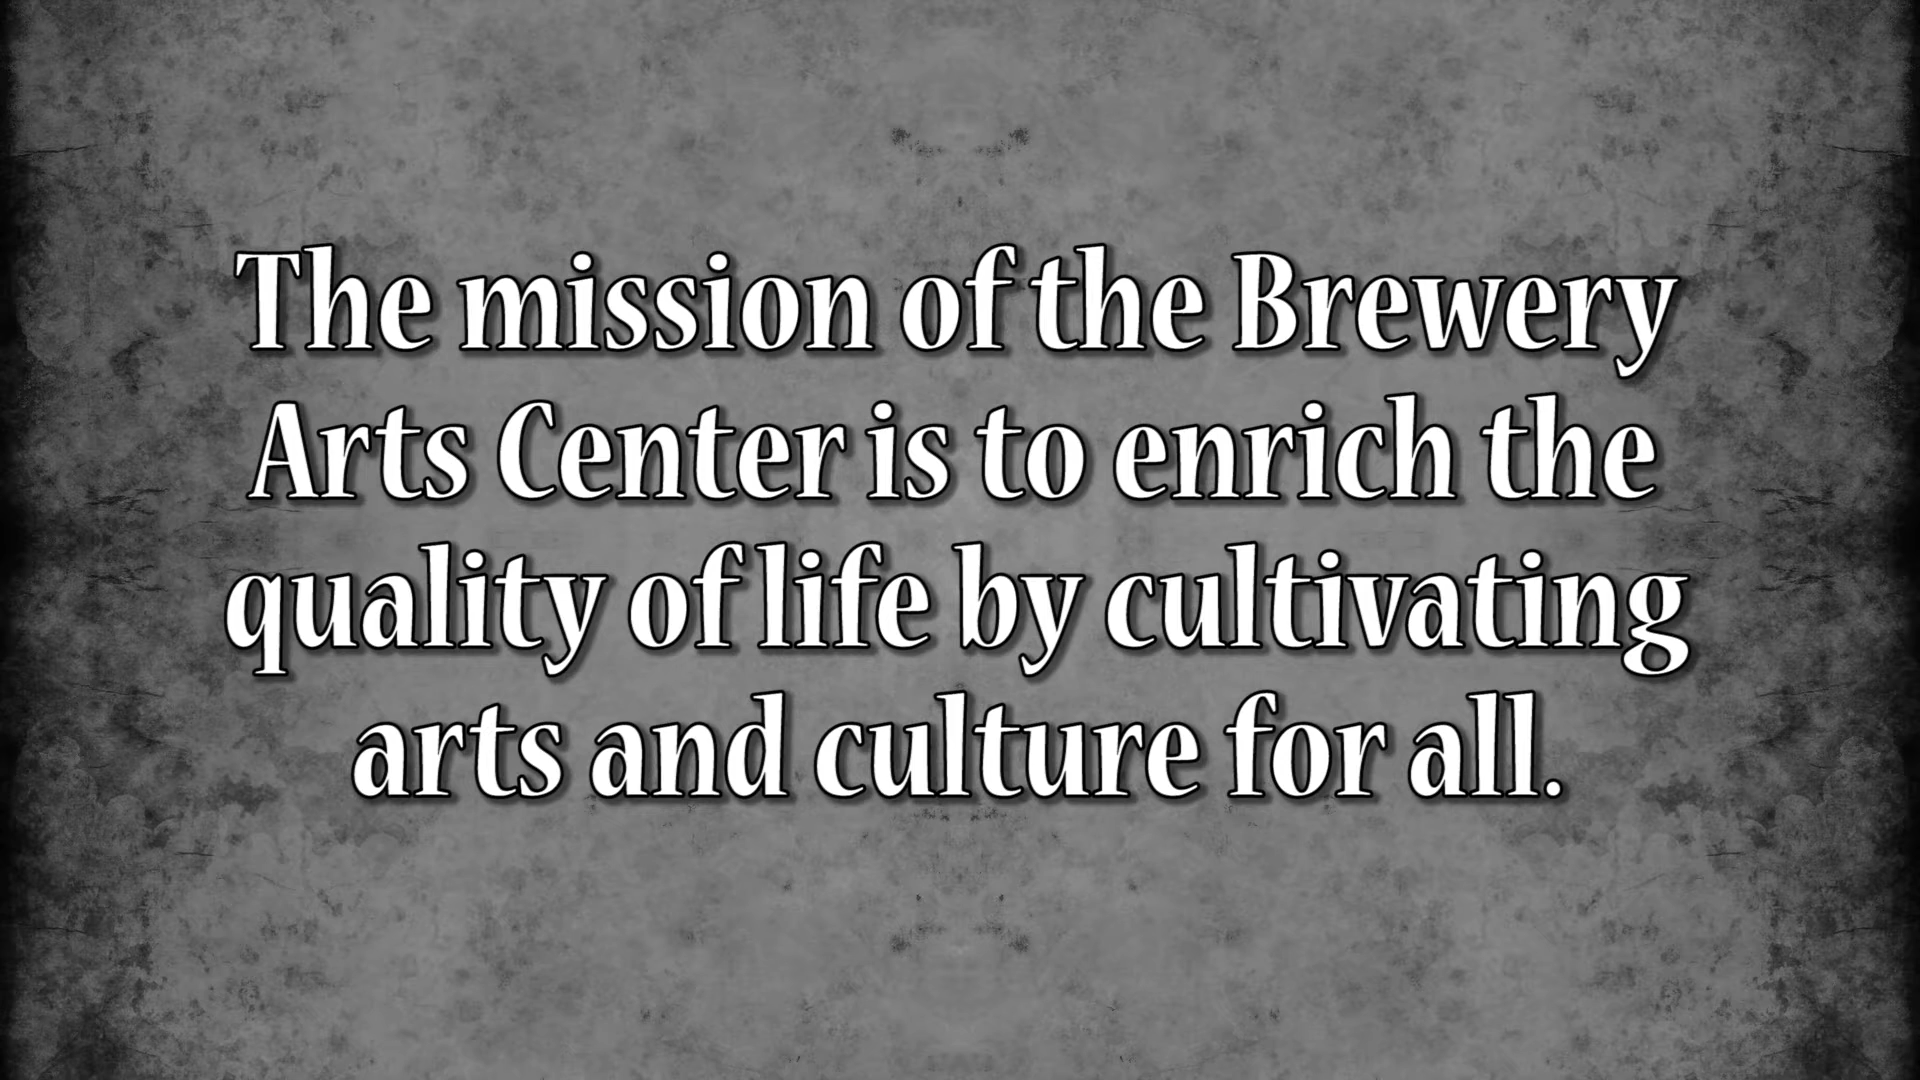 The mission of the Brewery
Arts Center is to enrich the
quality of life by cultivating
arts and culture for all.